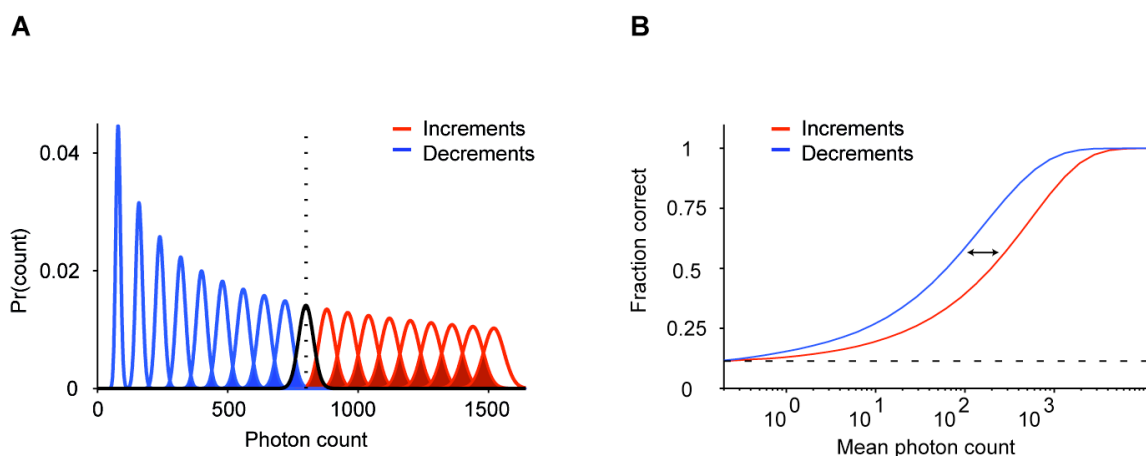 A
Increments
Decrements
0.04
0.02
0
Pr(count)
0
500
1000
1500
Photon count
B
Increments
Decrements
1
0.75
0.5
0.25
0
Fraction correct
10^0
10^1
10^2
10^3
Mean photon count